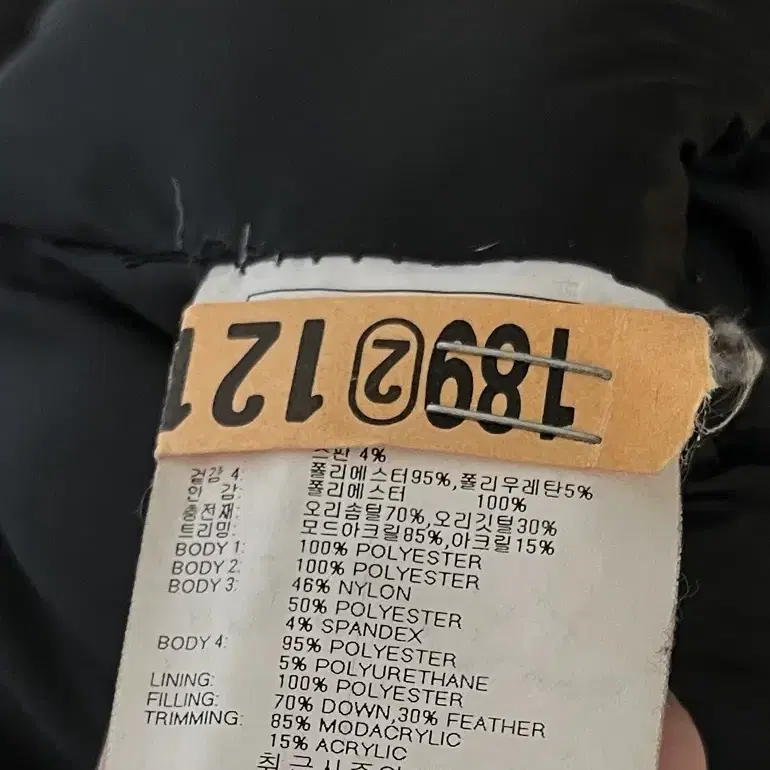 2 12 ② 189
스판 4%
겉감 4: 폴리에스터95%,폴리우레탄5%
안 감: 폴리에스터 100%
충전재: 오리솜털70%,오리깃털30%
트리밍: 모드아크릴85%,아크릴15%
BODY 1: 100% POLYESTER
BODY 2: 100% POLYESTER
BODY 3: 46% NYLON
50% POLYESTER
4% SPANDEX
BODY 4: 95% POLYESTER
5% POLYURETHANE
LINING: 100% POLYESTER
FILLING: 70% DOWN,30% FEATHER
TRIMMING: 85% MODACRYLIC
15% ACRYLIC